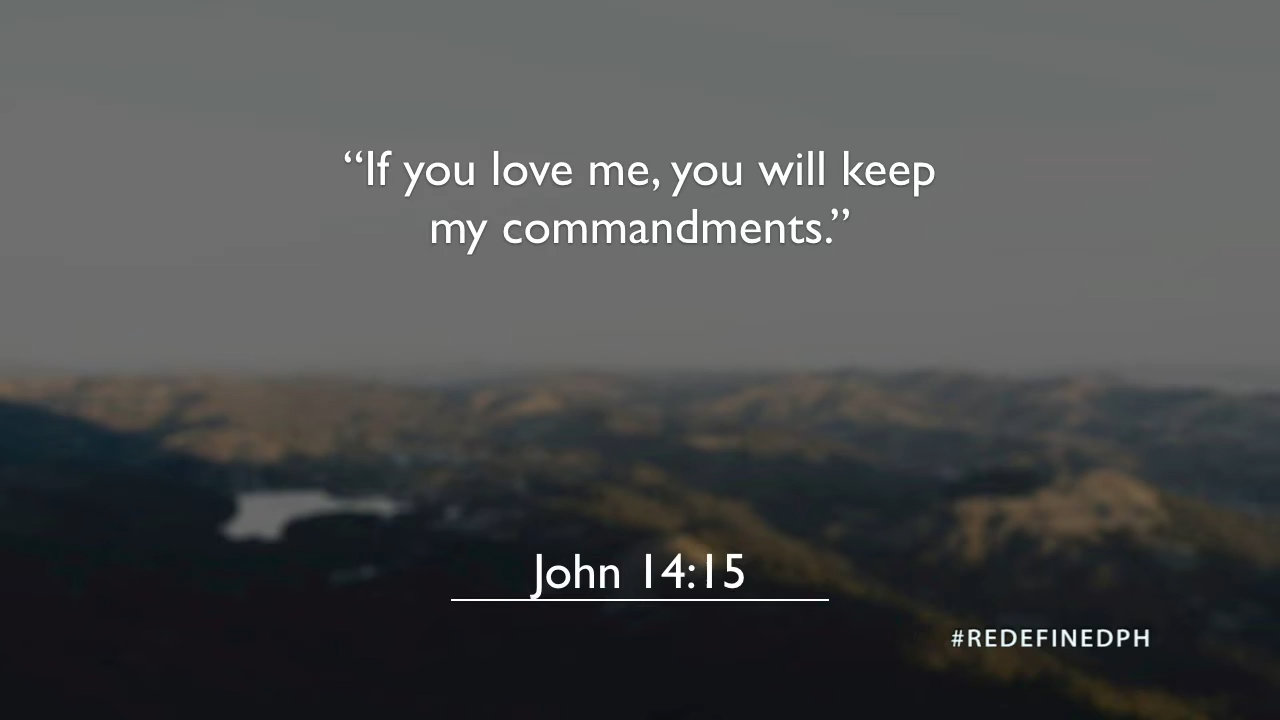 “If you love me, you will keep
my commandments.”
John 14:15
#REDEFINEDPH